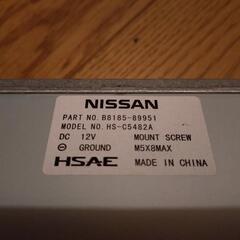 NISSAN
PART NO. B8185-89951
MODEL NO. HS-C5482A
DC 12V MOUNT SCREW
⊖ GROUND M5X8MAX
HSAE MADE IN CHINA